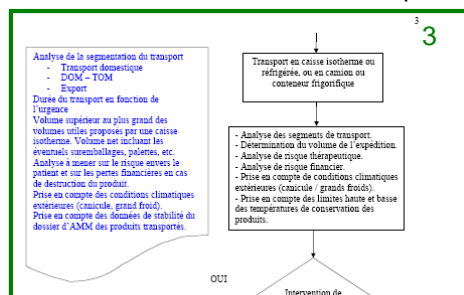 3
3
Analyse de la segmentation du transport
- Transport domestique
- DOM – TOM
- Export
Durée du transport en fonction de
l'urgence
Volume supérieur au plus grand des
volumes utiles proposés par une caisse
isotherme. Volume net incluant les
éventuels suremballages, palettes, etc.
Analyse à mener sur le risque envers le
patient et sur les pertes financières en cas
de destruction du produit.
Prise en compte des conditions climatiques
extérieures (canicule, grand froid).
Prise en compte des données de stabilité du
dossier d'AMM des produits transportés.
Transport en caisse isotherme ou
réfrigérée, ou en camion ou
conteneur frigorifique
- Analyse des segments de transport.
- Détermination du volume de l'expédition.
- Analyse de risque thérapeutique.
- Analyse de risque financier.
- Prise en compte de conditions climatiques
extérieures (canicule / grands froids).
- Prise en compte des limites haute et basse
des températures de conservation des
produits.
OUI
Intervention de